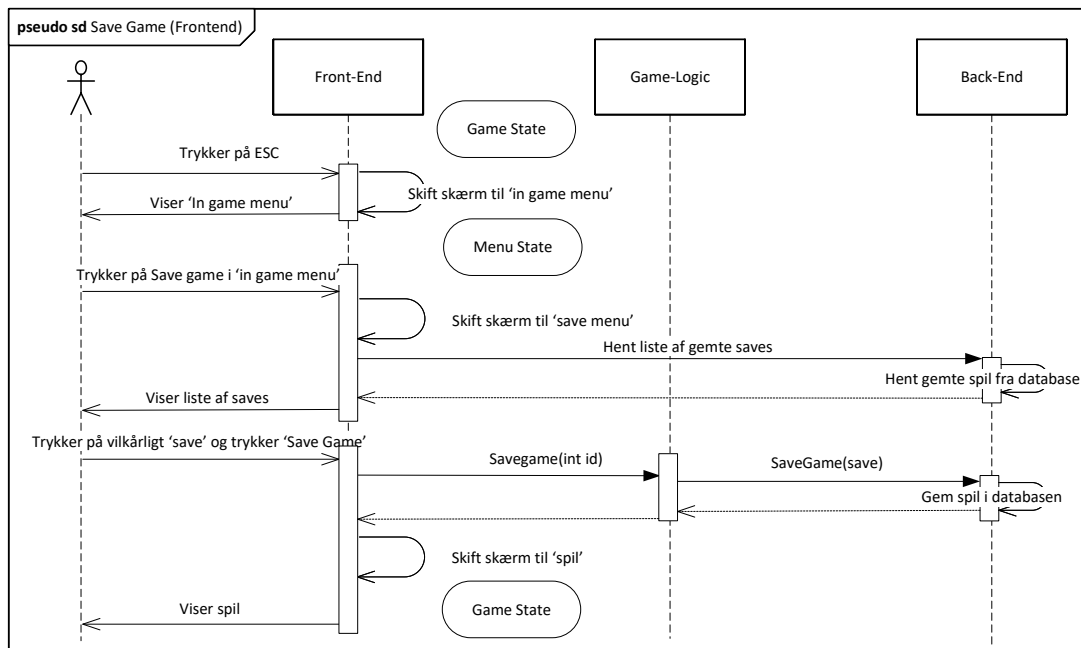 pseudo sd Save Game (Frontend)
Front-End
Game-Logic
Back-End
Game State
Trykker på ESC
Skift skærm til ‘in game menu’
Viser ‘In game menu’
Menu State
Trykker på Save game i ‘in game menu’
Skift skærm til ‘save menu’
Hent liste af gemte saves
Hent gemte spil fra database
Viser liste af saves
Trykker på vilkårligt ‘save’ og trykker ‘Save Game’
Savegame(int id)
SaveGame(save)
Gem spil i databasen
Skift skærm til ‘spil’
Viser spil
Game State